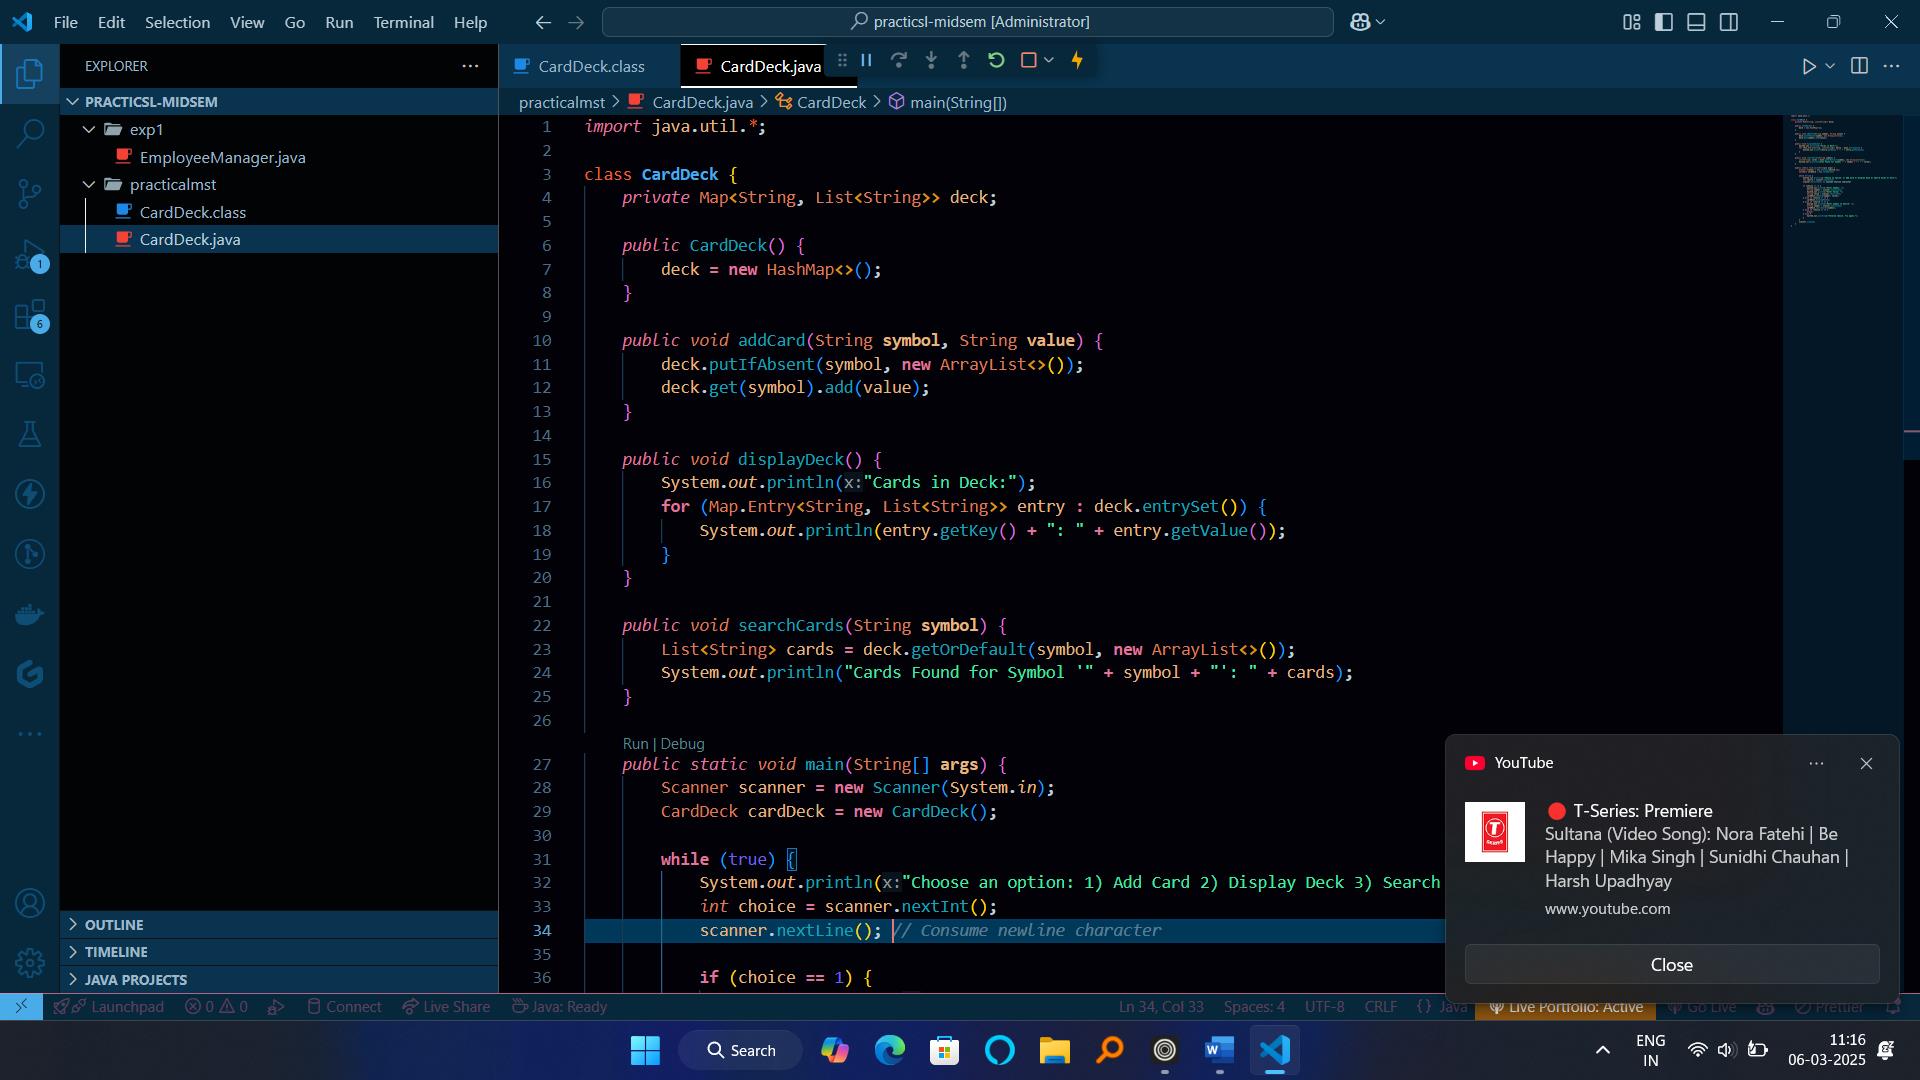 File Edit Selection View Go Run Terminal Help
practicsl-midsem [Administrator]
EXPLORER
PRACTICSL-MIDSEM
exp1
EmployeeManager.java
practicalmst
CardDeck.class
CardDeck.java
1
6
OUTLINE
TIMELINE
JAVA PROJECTS
CardDeck.class
CardDeck.java
practicalmst > CardDeck.java > CardDeck > main(String[])
1 import java.util.*;
2
3 class CardDeck {
4 private Map<String, List<String>> deck;
5
6 public CardDeck() {
7 deck = new HashMap<>();
8 }
9
10 public void addCard(String symbol, String value) {
11 deck.putIfAbsent(symbol, new ArrayList<>());
12 deck.get(symbol).add(value);
13 }
14
15 public void displayDeck() {
16 System.out.println(x:"Cards in Deck:");
17 for (Map.Entry<String, List<String>> entry : deck.entrySet()) {
18 System.out.println(entry.getKey() + ": " + entry.getValue());
19 }
20 }
21
22 public void searchCards(String symbol) {
23 List<String> cards = deck.getOrDefault(symbol, new ArrayList<>());
24 System.out.println("Cards Found for Symbol '" + symbol + "': " + cards);
25 }
26
Run | Debug
27 public static void main(String[] args) {
28 Scanner scanner = new Scanner(System.in);
29 CardDeck cardDeck = new CardDeck();
30
31 while (true) {
32 System.out.println(x:"Choose an option: 1) Add Card 2) Display Deck 3) Search
33 int choice = scanner.nextInt();
34 scanner.nextLine(); // Consume newline character
35
36 if (choice == 1) {
YouTube
T-Series: Premiere
Sultana (Video Song): Nora Fatehi | Be
Happy | Mika Singh | Sunidhi Chauhan |
Harsh Upadhyay
www.youtube.com
Close
Launchpad 0 0 Connect Live Share Java: Ready Ln 34, Col 33 Spaces: 4 UTF-8 CRLF {} Java Live Portfolio: Active Go Live Prettier
Search
ENG
IN
11:16
06-03-2025